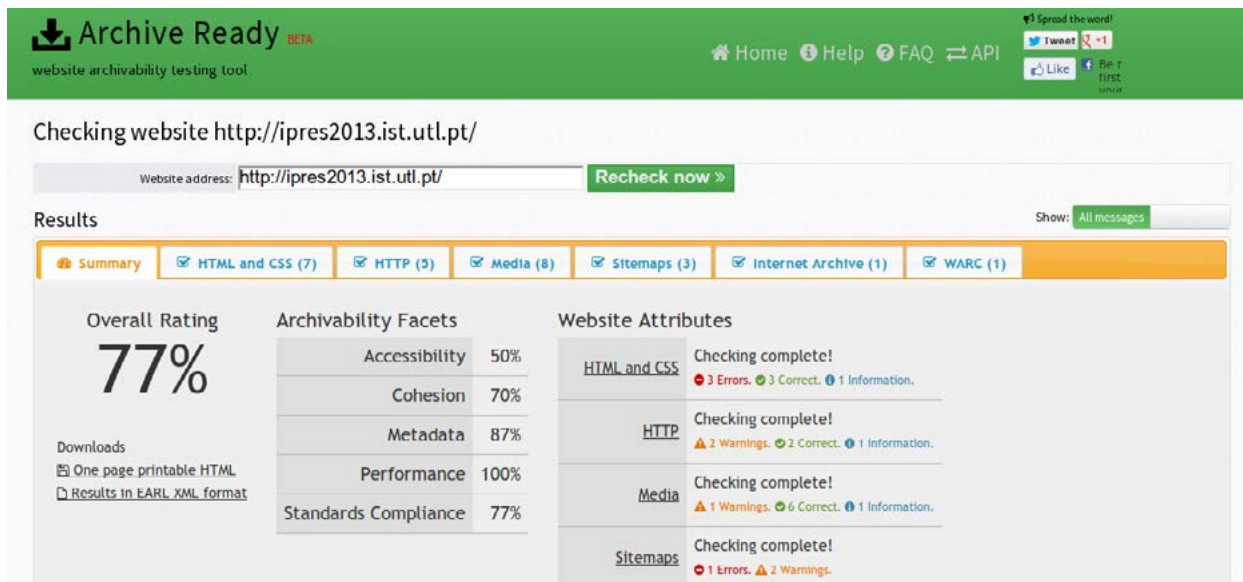 Archive Ready BETA
website archivability testing tool
Home Help FAQ API
Spread the word!
Tweet +1
Like
Be t
first
Checking website http://ipres2013.ist.utl.pt/
Website address: http://ipres2013.ist.utl.pt/ Recheck now »
Results
Show: All messages
Summary HTML and CSS (7) HTTP (5) Media (8) Sitemaps (3) Internet Archive (1) WARC (1)
Overall Rating
77%
Downloads
One page printable HTML
Results in EARL XML format
Archivability Facets
Accessibility 50%
Cohesion 70%
Metadata 87%
Performance 100%
Standards Compliance 77%
Website Attributes
HTML and CSS Checking complete!
3 Errors. 3 Correct. 1 Information.
HTTP Checking complete!
2 Warnings. 2 Correct. 1 Information.
Media Checking complete!
1 Warnings. 6 Correct. 1 Information.
Sitemaps Checking complete!
1 Errors. 2 Warnings.